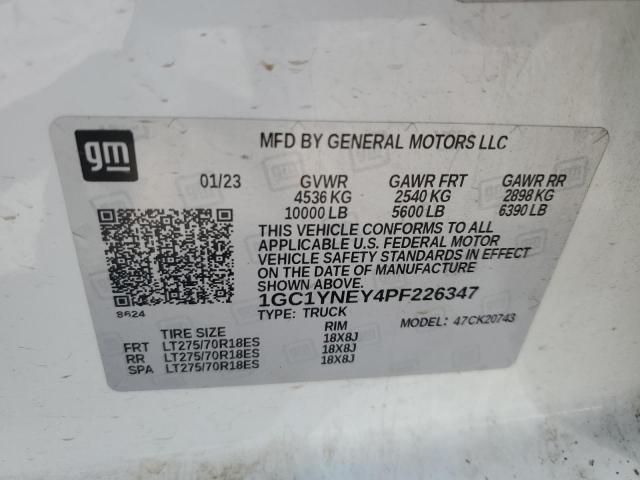 gm
MFD BY GENERAL MOTORS LLC
01/23 GVWR GAWR FRT GAWR RR
4536 KG 2540 KG 2898 KG
10000 LB 5600 LB 6390 LB
THIS VEHICLE CONFORMS TO ALL
APPLICABLE U.S. FEDERAL MOTOR
VEHICLE SAFETY STANDARDS IN EFFECT
ON THE DATE OF MANUFACTURE
SHOWN ABOVE.
1GC1YNEY4PF226347
8624
TYPE: TRUCK MODEL: 47CK20743
TIRE SIZE RIM
FRT LT275/70R18ES 18X8J
RR LT275/70R18ES 18X8J
SPA LT275/70R18ES 18X8J